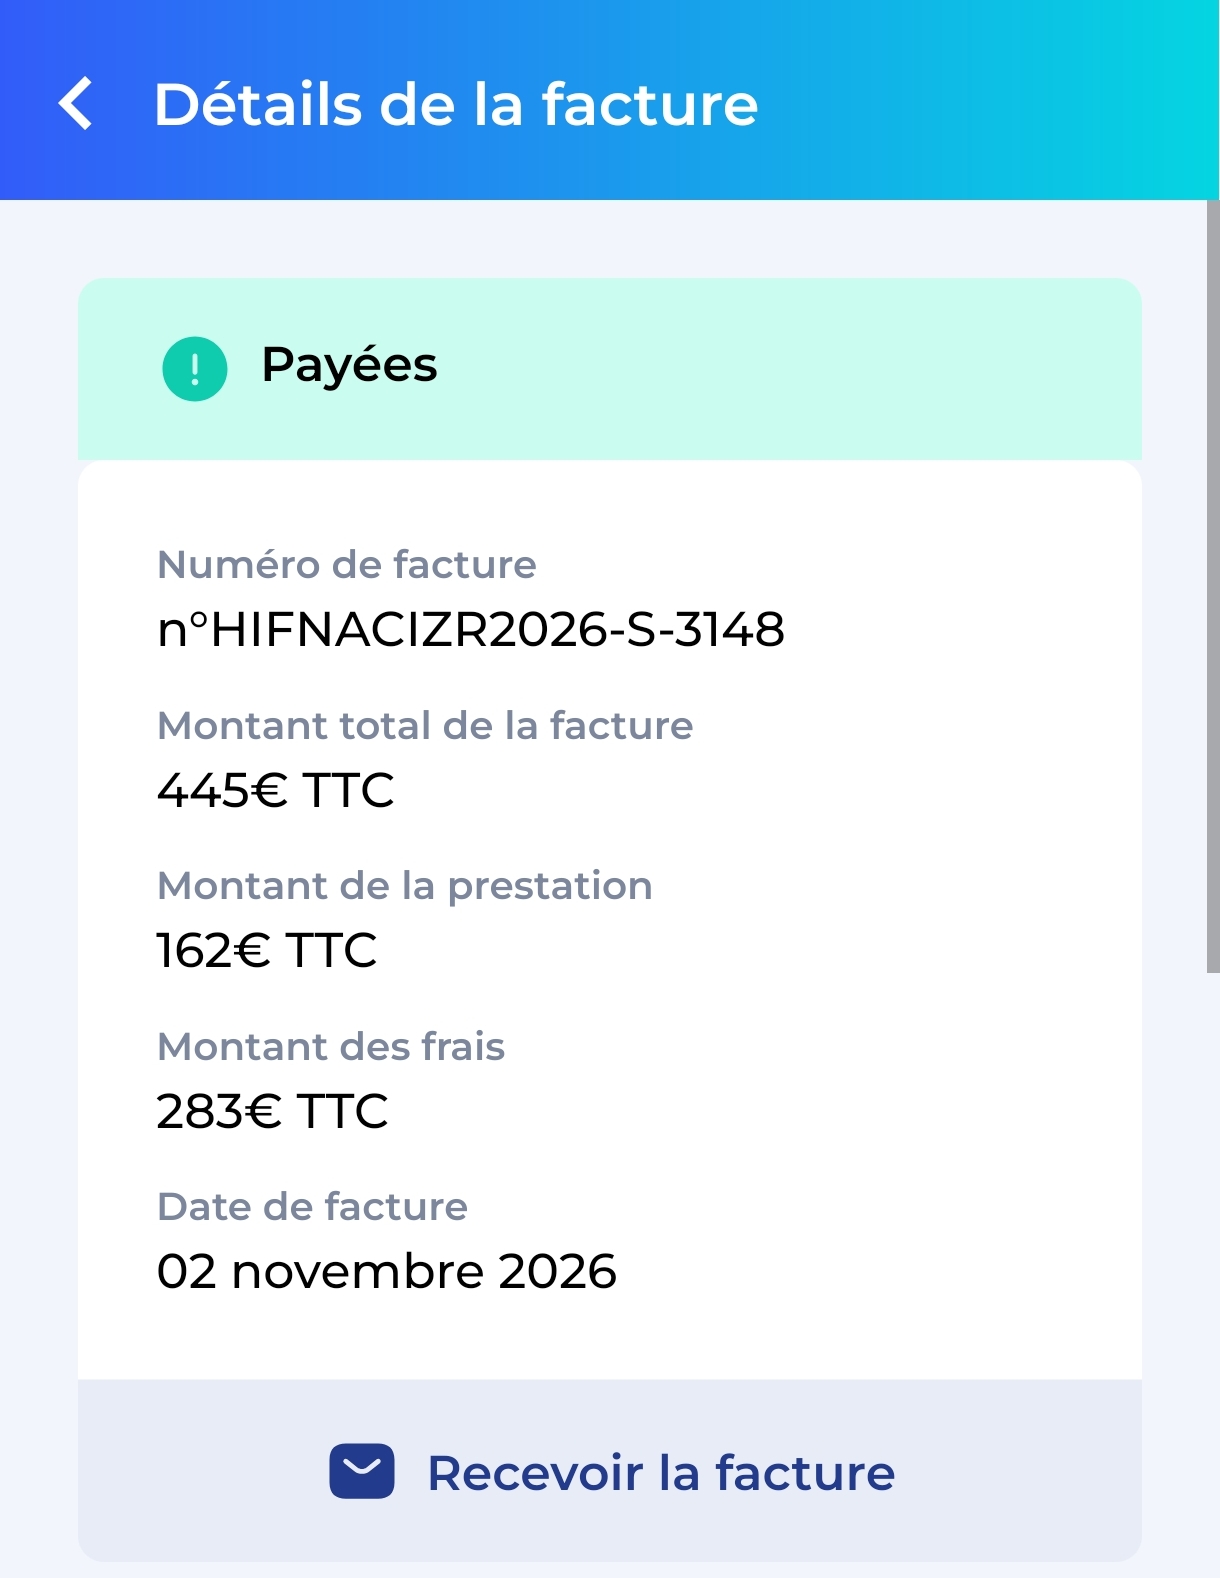 Détails de la facture
Payées
Numéro de facture
n°HIFNACIZR2026-S-3148
Montant total de la facture
445€ TTC
Montant de la prestation
162€ TTC
Montant des frais
283€ TTC
Date de facture
02 novembre 2026
Recevoir la facture